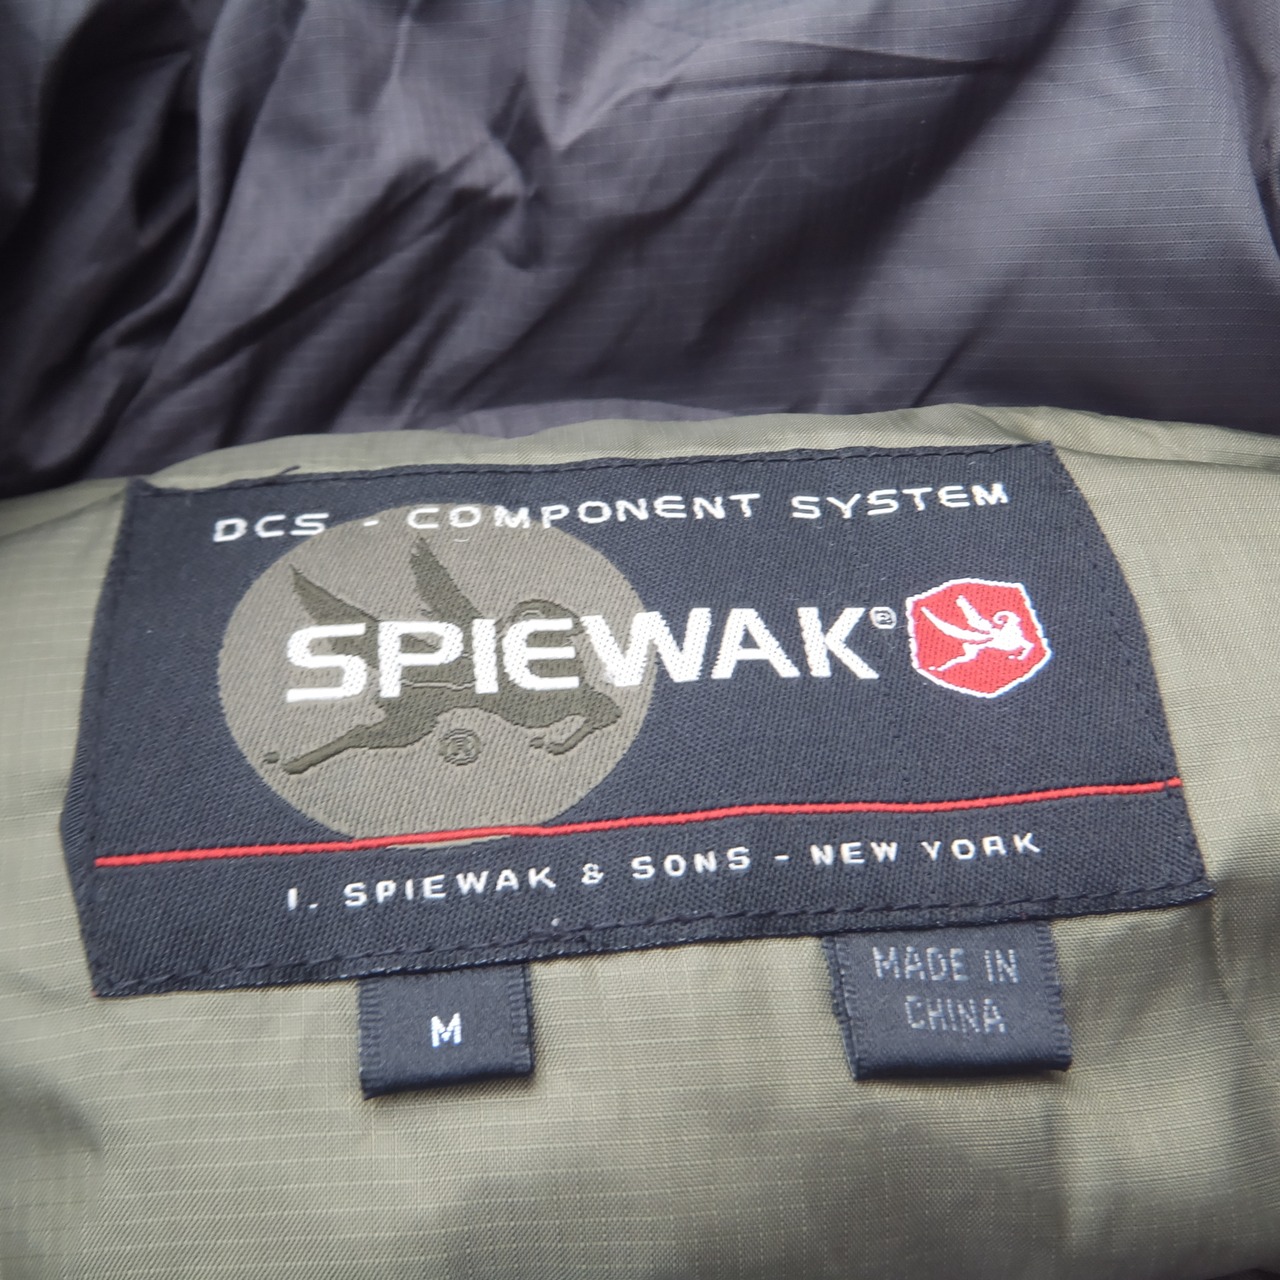 DCS - COMPONENT SYSTEM
SPIEWAK®
®
I. SPIEWAK & SONS - NEW YORK
M
MADE IN
CHINA